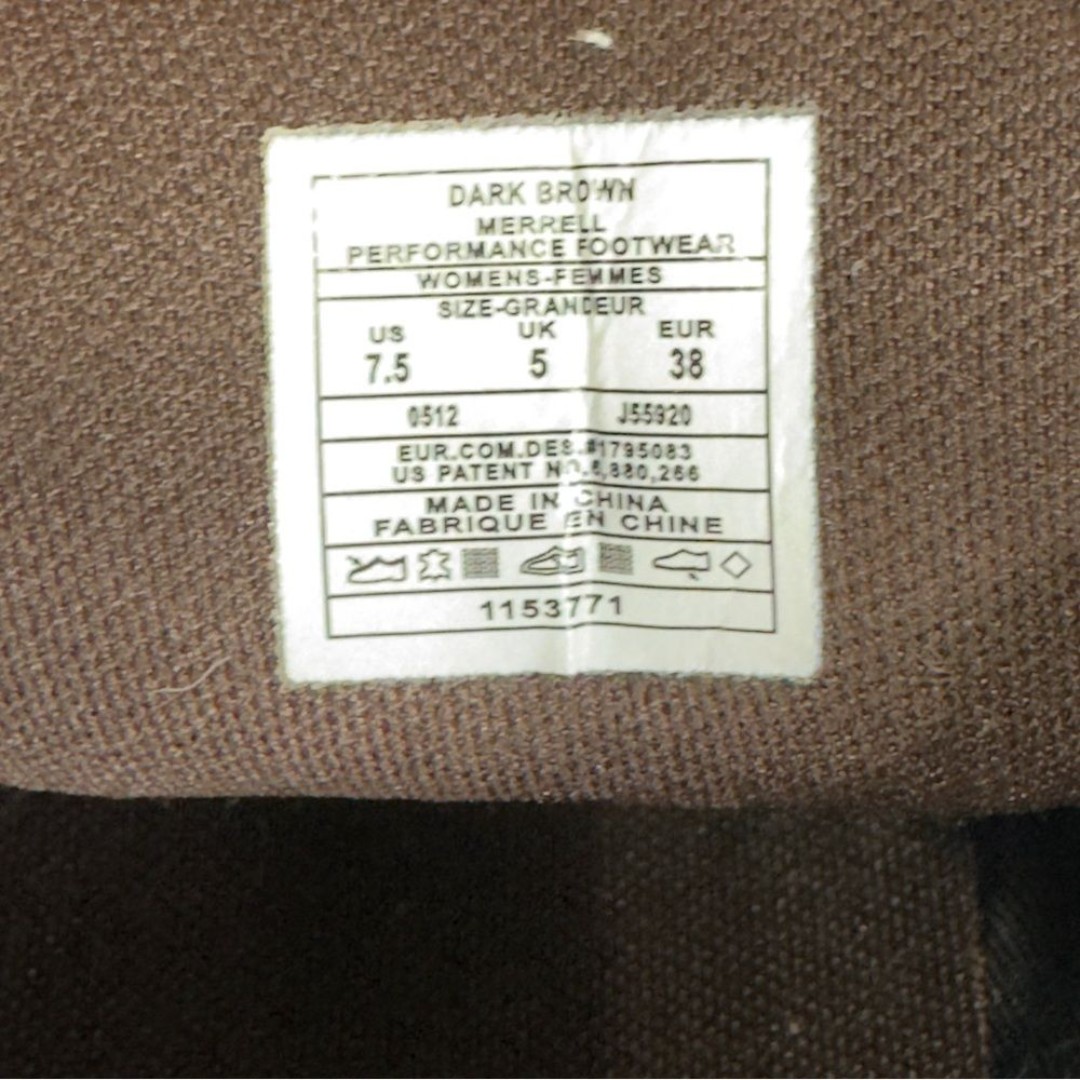 DARK BROWN
MERRELL
PERFORMANCE FOOTWEAR
WOMENS-FEMMES
SIZE-GRANDEUR
US UK EUR
7.5 5 38
0512 J55920
EUR.COM.DES.#1795083
US PATENT NO.6,880,266
MADE IN CHINA
FABRIQUE EN CHINE
1153771